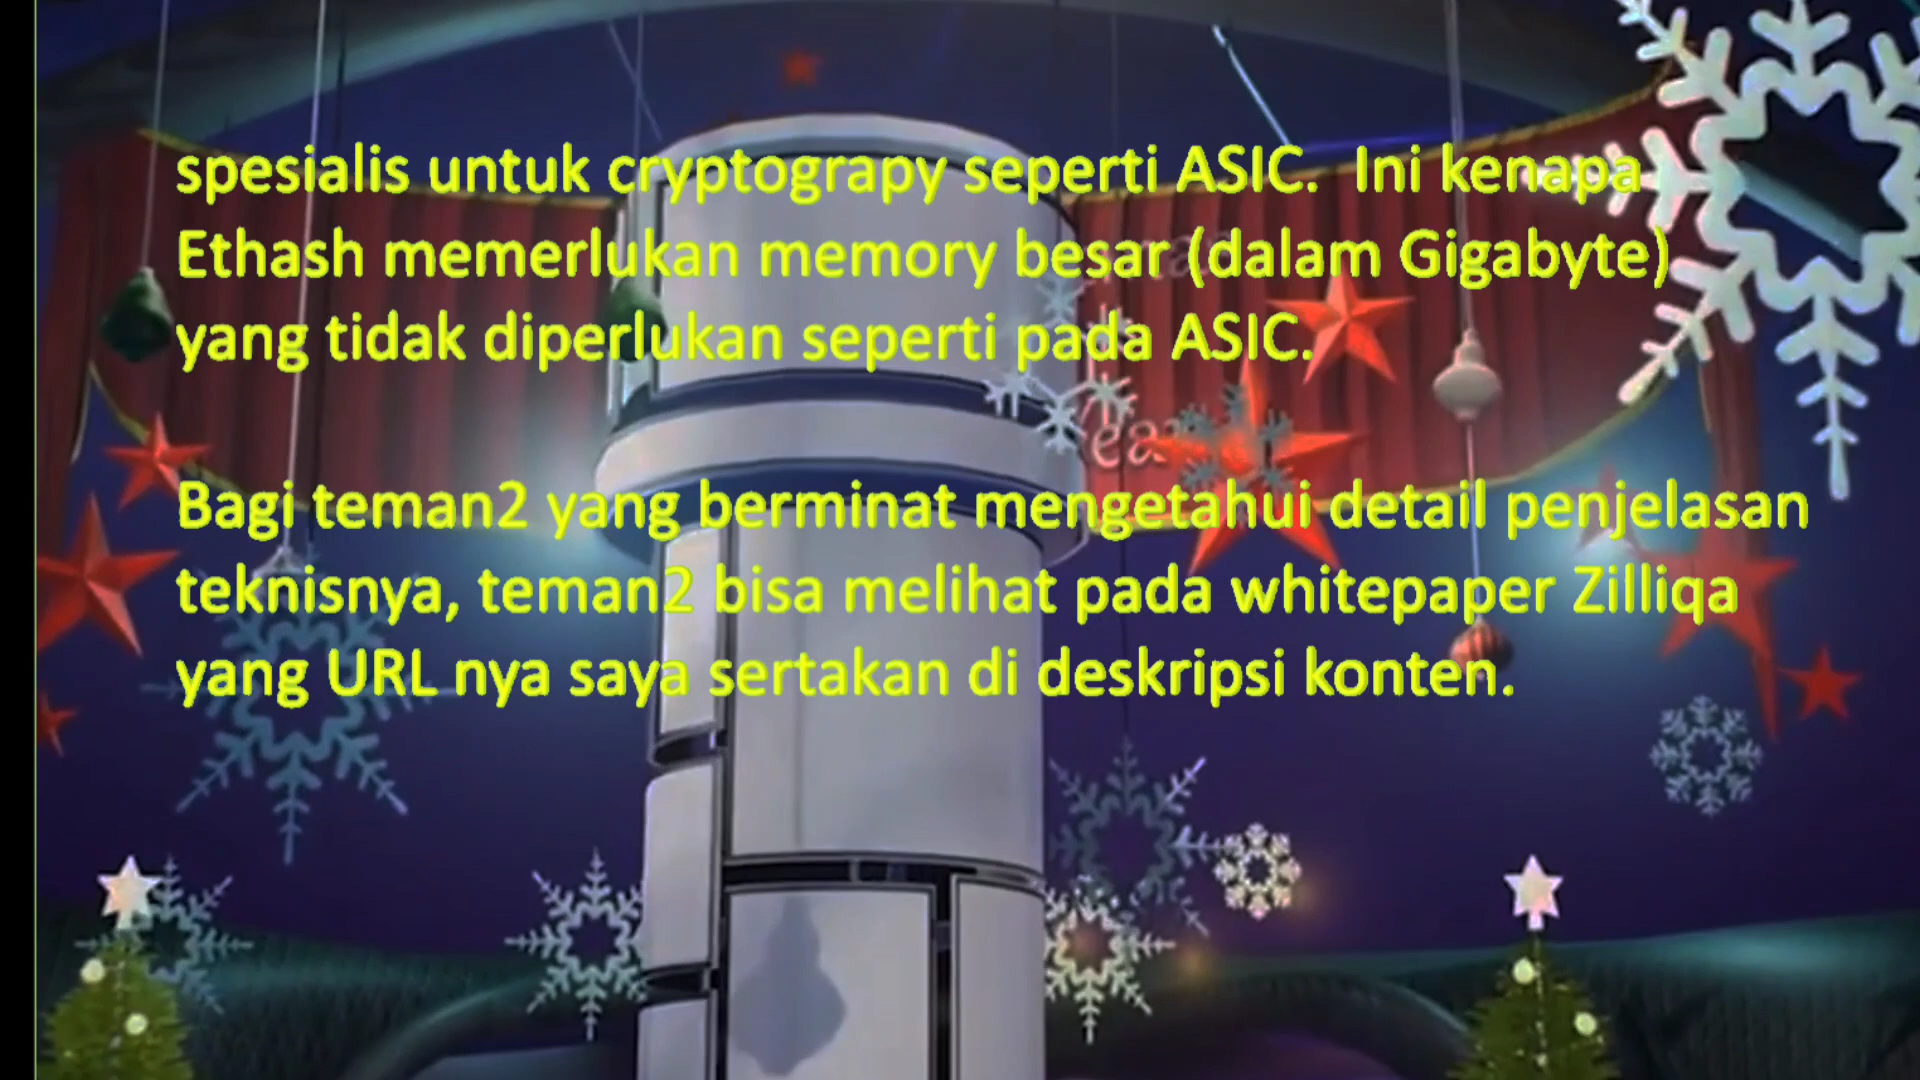 spesialis untuk cryptograpy seperti ASIC. Ini kenapa
Ethash memerlukan memory besar (dalam Gigabyte)
yang tidak diperlukan seperti pada ASIC.
Bagi teman2 yang berminat mengetahui detail penjelasan
teknisnya, teman2 bisa melihat pada whitepaper Zilliqa
yang URL nya saya sertakan di deskripsi konten.